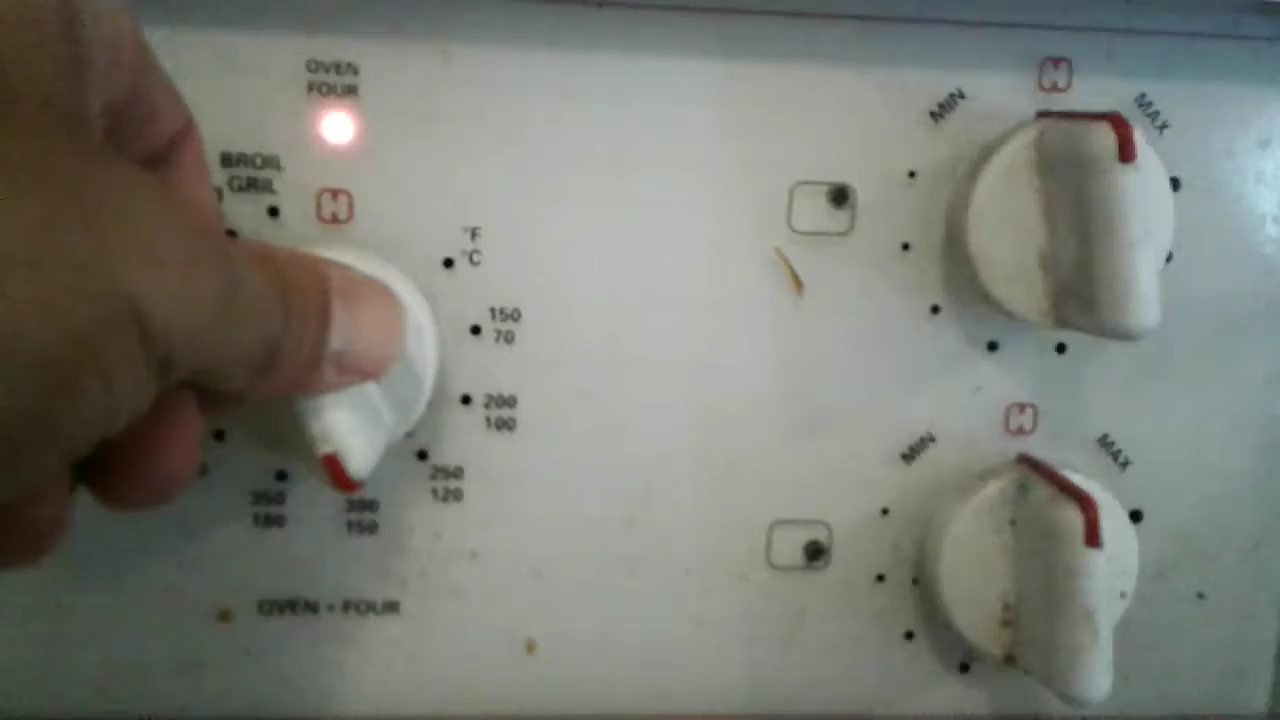 OVEN
FOUR
BROIL
GRIL
°F
°C
150
70
200
100
250
120
300
150
350
180
OVEN - FOUR
MIN
MAX
MIN
MAX